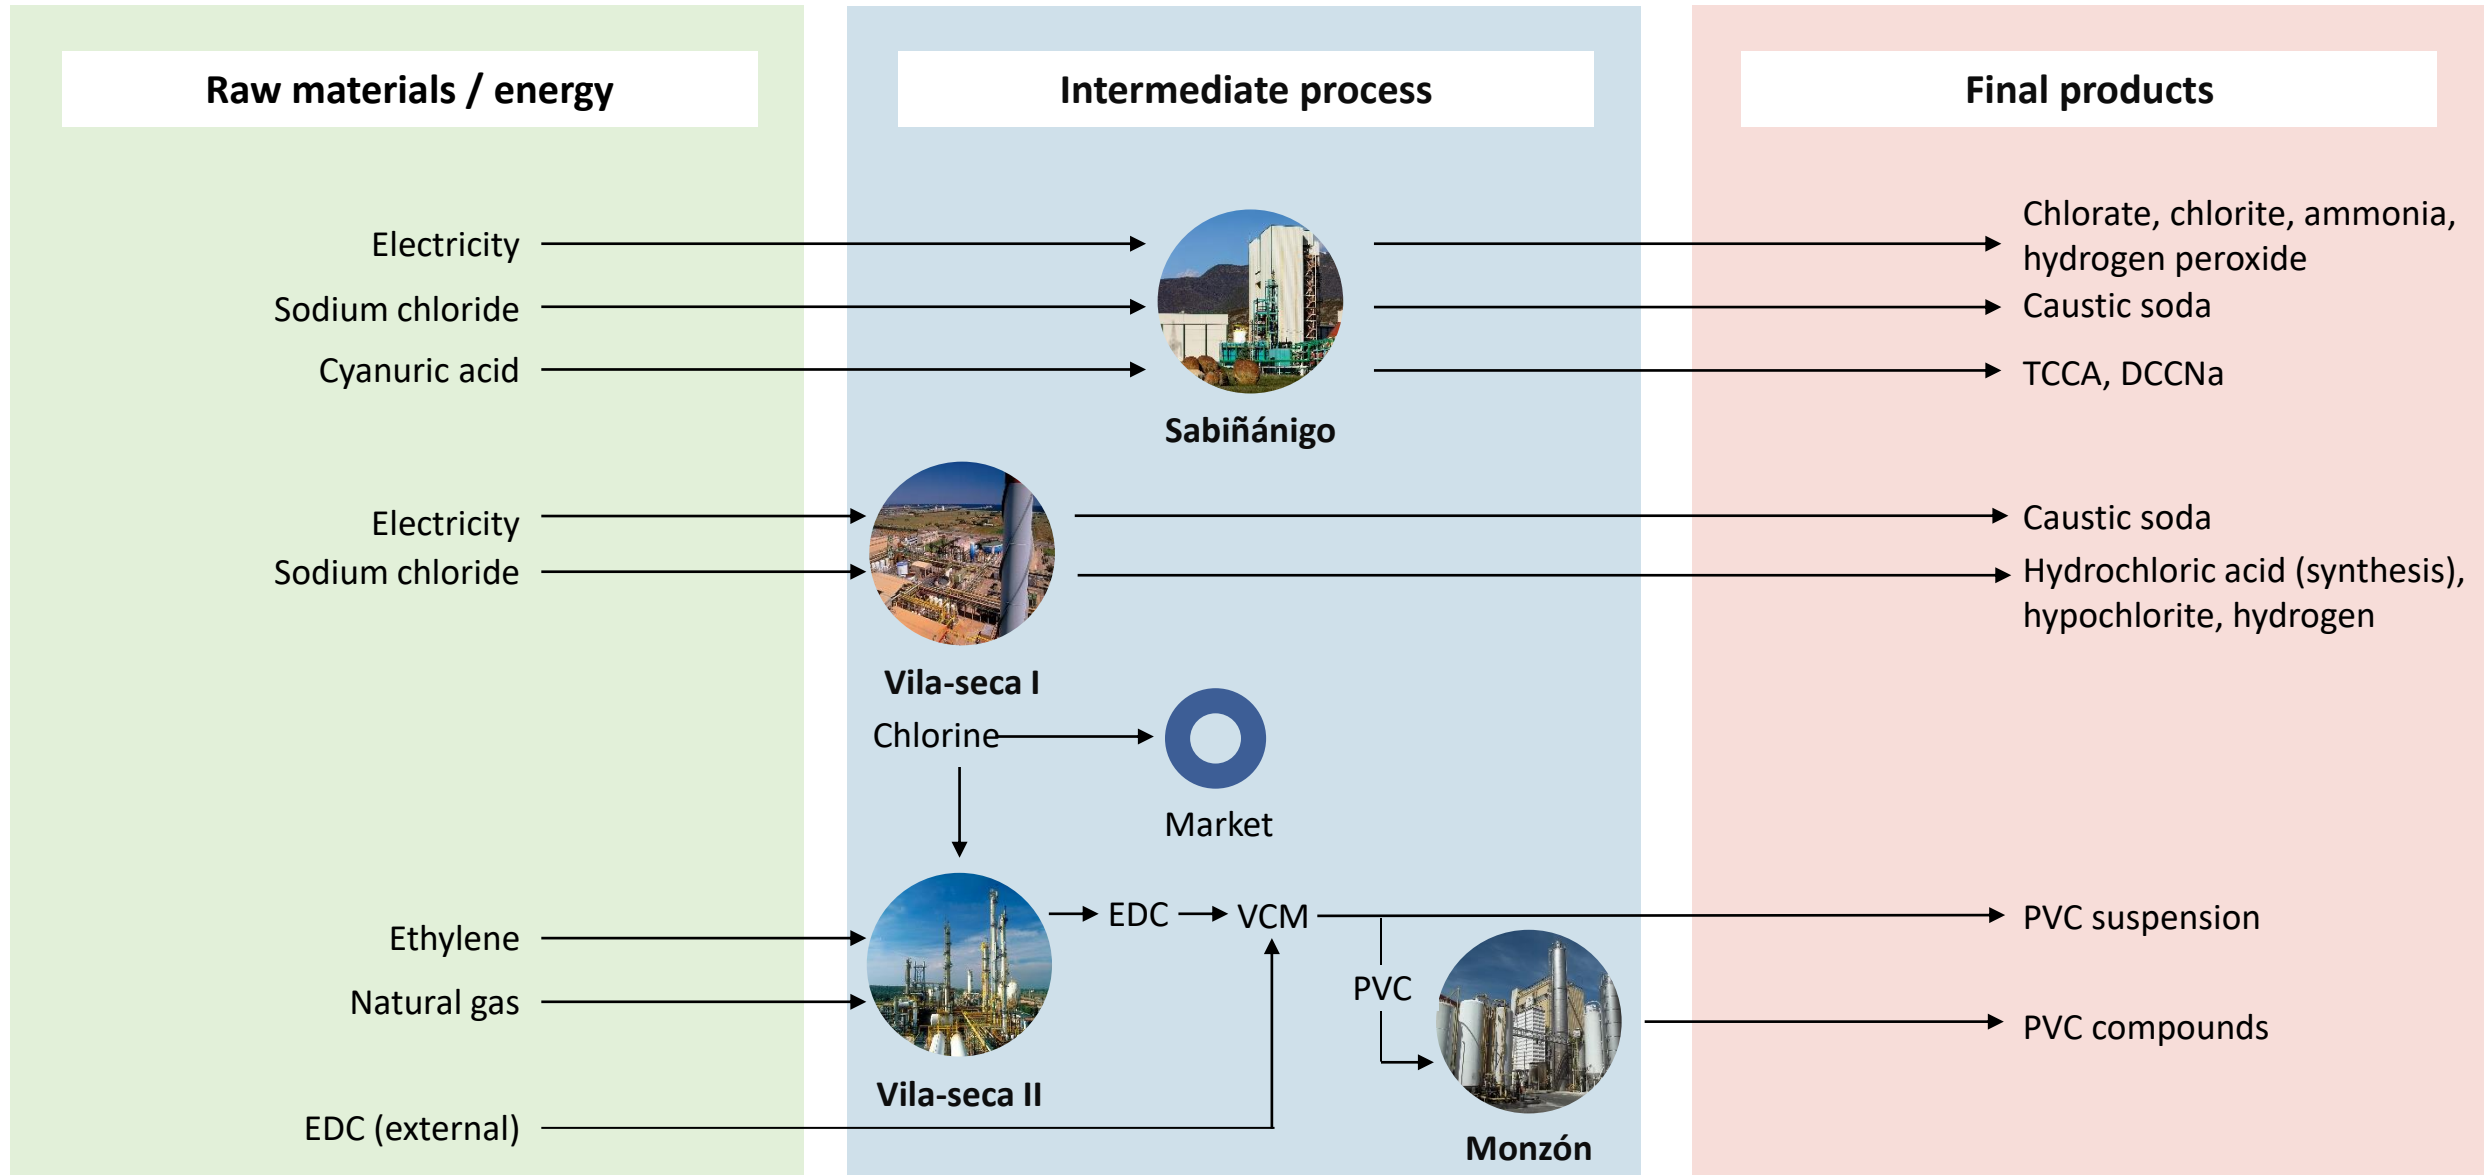 Raw materials / energy
Intermediate process
Final products
Electricity
Sodium chloride
Cyanuric acid
Sabiñánigo
Chlorate, chlorite, ammonia,
hydrogen peroxide
Caustic soda
TCCA, DCCNa
Electricity
Sodium chloride
Vila-seca I
Caustic soda
Hydrochloric acid (synthesis),
hypochlorite, hydrogen
Chlorine
Market
Ethylene
Natural gas
EDC (external)
Vila-seca II
EDC
VCM
PVC
Monzón
PVC suspension
PVC compounds